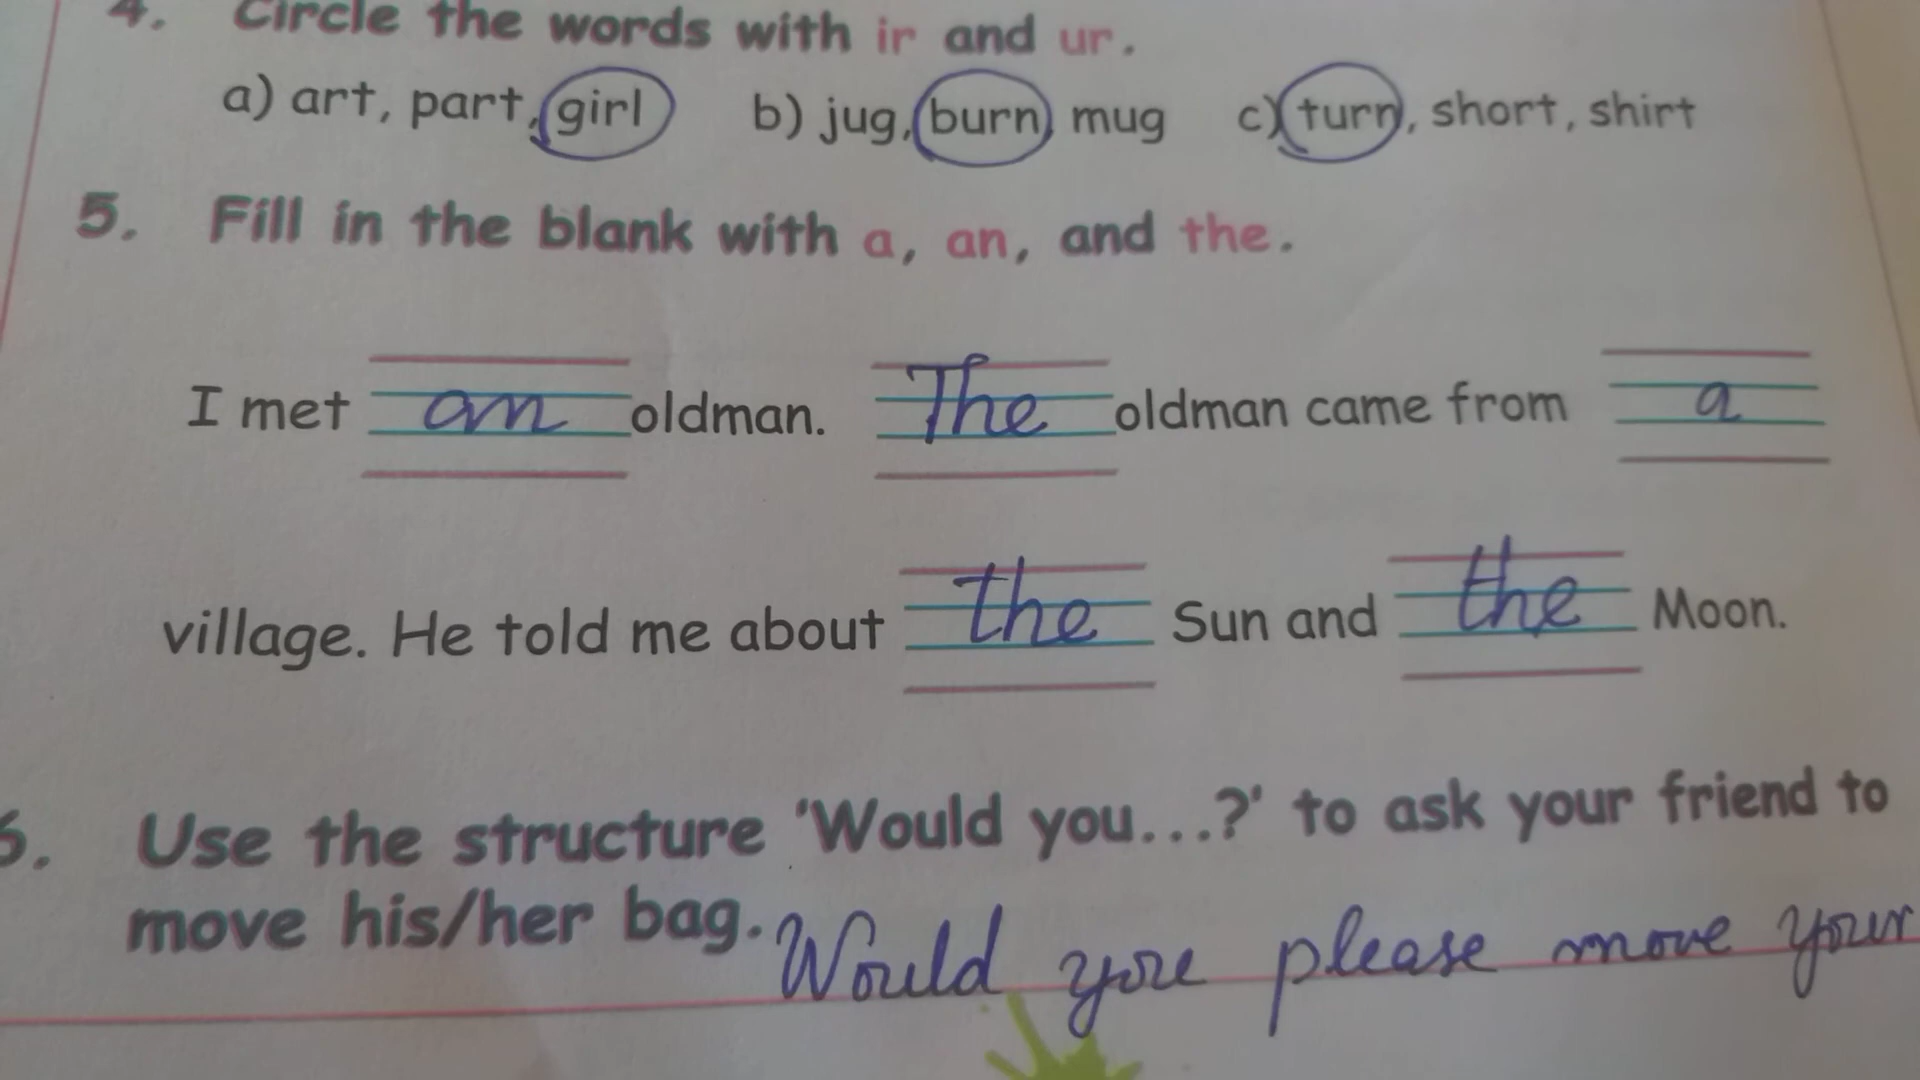 4. Circle the words with ir and ur.
a) art, part, girl b) jug, burn, mug c) turn, short, shirt
5. Fill in the blank with a, an, and the.
I met an oldman. The oldman came from a
village. He told me about the Sun and the Moon.
6. Use the structure 'Would you...?' to ask your friend to
move his/her bag. Would you please move your